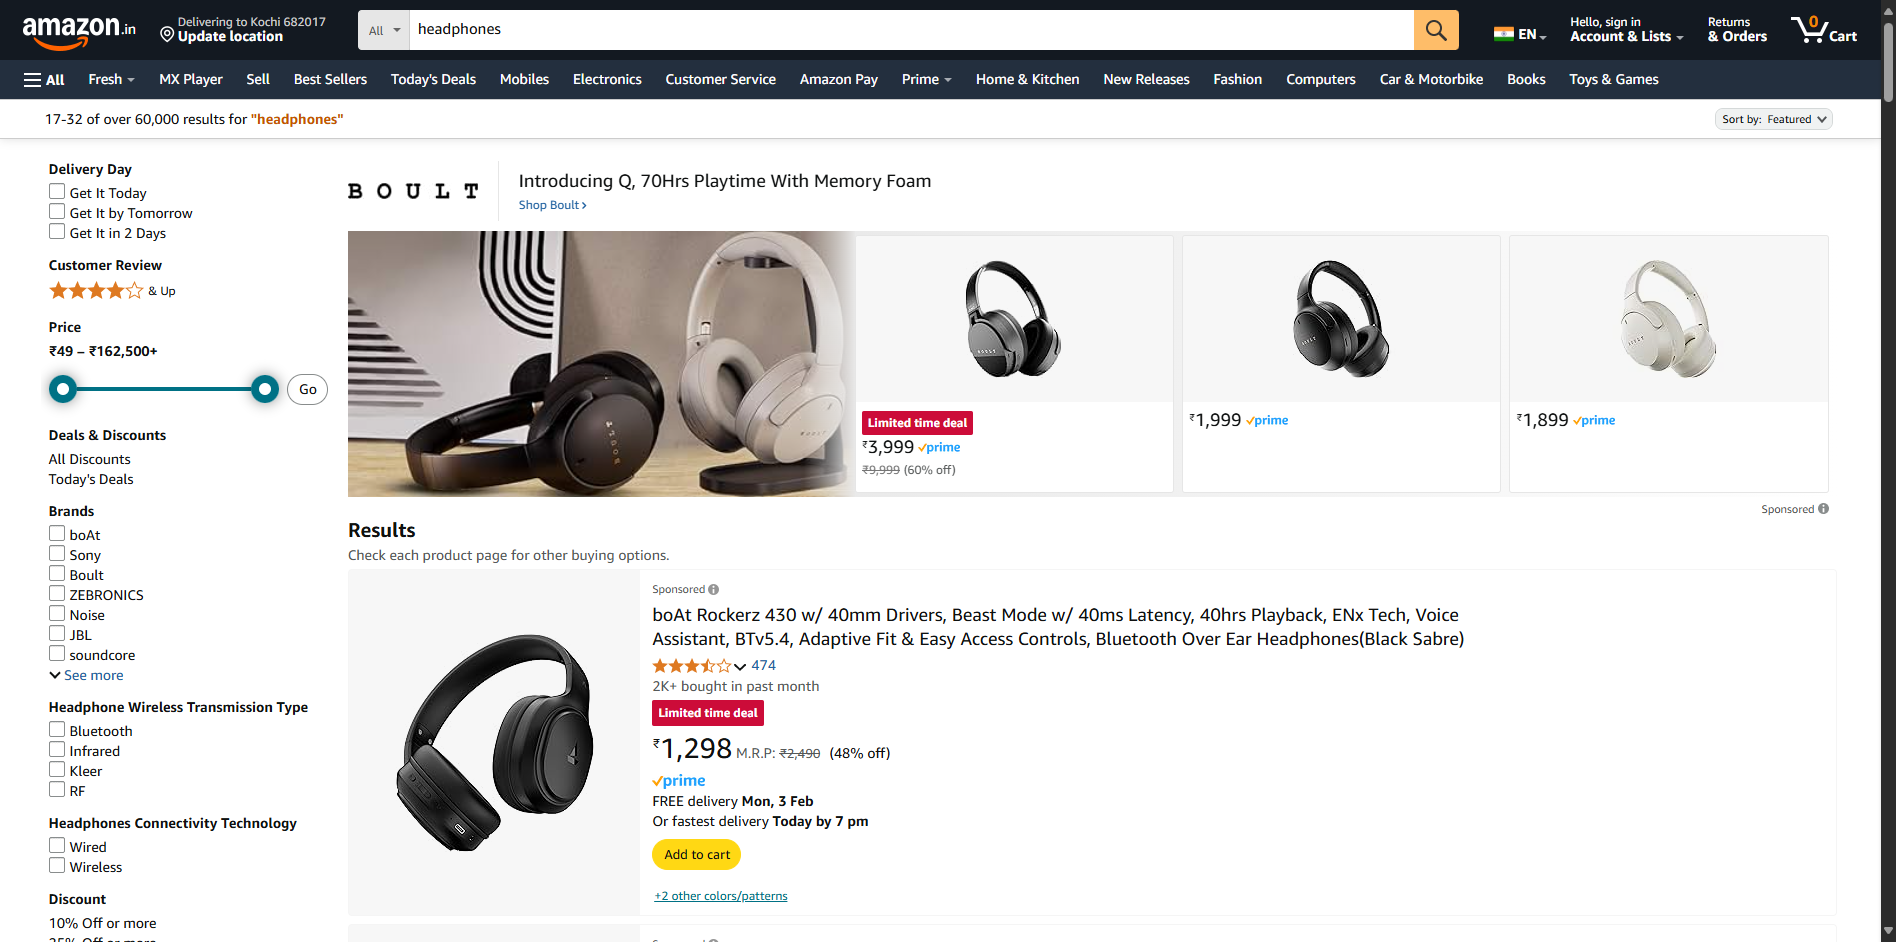 amazon.in
Delivering to Kochi 682017
Update location
All
headphones
EN
Hello, sign in
Account & Lists
Returns
& Orders
0
Cart
All
Fresh
MX Player
Sell
Best Sellers
Today's Deals
Mobiles
Electronics
Customer Service
Amazon Pay
Prime
Home & Kitchen
New Releases
Fashion
Computers
Car & Motorbike
Books
Toys & Games
17-32 of over 60,000 results for "headphones"
Sort by: Featured
Delivery Day
Get It Today
Get It by Tomorrow
Get It in 2 Days
Customer Review
& Up
Price
₹49 – ₹162,500+
Go
Deals & Discounts
All Discounts
Today's Deals
Brands
boAt
Sony
Boult
ZEBRONICS
Noise
JBL
soundcore
See more
Headphone Wireless Transmission Type
Bluetooth
Infrared
Kleer
RF
Headphones Connectivity Technology
Wired
Wireless
Discount
10% Off or more
25% Off or more
BOULT
Introducing Q, 70Hrs Playtime With Memory Foam
Shop Boult ›
Limited time deal
₹3,999 prime
₹9,999 (60% off)
₹1,999 prime
₹1,899 prime
Sponsored
Results
Check each product page for other buying options.
Sponsored
boAt Rockerz 430 w/ 40mm Drivers, Beast Mode w/ 40ms Latency, 40hrs Playback, ENx Tech, Voice
Assistant, BTv5.4, Adaptive Fit & Easy Access Controls, Bluetooth Over Ear Headphones(Black Sabre)
474
2K+ bought in past month
Limited time deal
₹1,298 M.R.P: ₹2,490 (48% off)
prime
FREE delivery Mon, 3 Feb
Or fastest delivery Today by 7 pm
Add to cart
+2 other colors/patterns